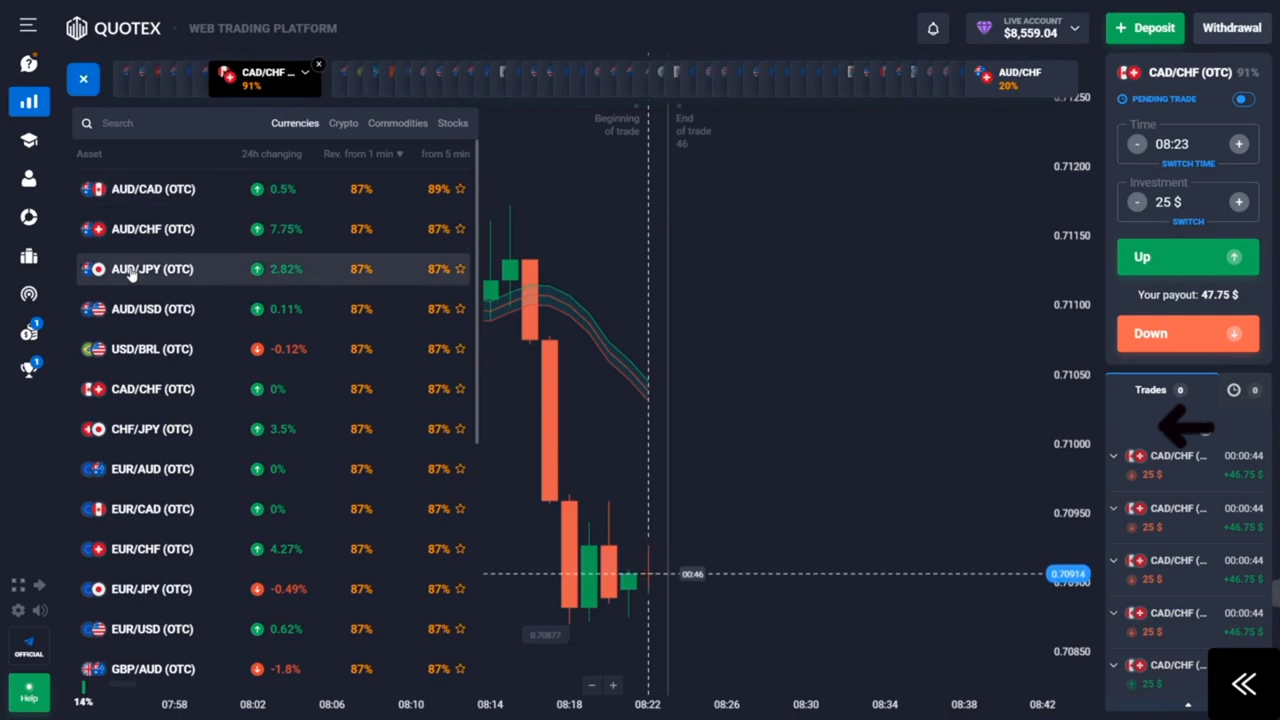 QUOTEX
WEB TRADING PLATFORM
LIVE ACCOUNT
$8,559.04
+ Deposit
Withdrawal
CAD/CHF ...
91%
AUD/CHF
20%
Search
Currencies
Crypto
Commodities
Stocks
Asset
24h changing
Rev. from 1 min
from 5 min
AUD/CAD (OTC) 0.5% 87% 89%
AUD/CHF (OTC) 7.75% 87% 87%
AUD/JPY (OTC) 2.82% 87% 87%
AUD/USD (OTC) 0.11% 87% 87%
USD/BRL (OTC) -0.12% 87% 87%
CAD/CHF (OTC) 0% 87% 87%
CHF/JPY (OTC) 3.5% 87% 87%
EUR/AUD (OTC) 0% 87% 87%
EUR/CAD (OTC) 0% 87% 87%
EUR/CHF (OTC) 4.27% 87% 87%
EUR/JPY (OTC) -0.49% 87% 87%
EUR/USD (OTC) 0.62% 87% 87%
GBP/AUD (OTC) -1.8% 87% 87%
1
1
OFFICIAL
Help
14%
Beginning
of trade
End
of trade
46
00:46
0.70877
0.71250
0.71200
0.71150
0.71100
0.71050
0.71000
0.70950
0.70914
0.70900
0.70850
07:58 08:02 08:06 08:10 08:14 08:18 08:22 08:26 08:30 08:34 08:38 08:42
CAD/CHF (OTC) 91%
PENDING TRADE
Time
- 08:23 +
SWITCH TIME
Investment
- 25 $ +
SWITCH
Up
Your payout: 47.75 $
Down
Trades 0
0
CAD/CHF (... 00:00:44
25 $ +46.75 $
CAD/CHF (... 00:00:44
25 $ +46.75 $
CAD/CHF (... 00:00:44
25 $ +46.75 $
CAD/CHF (... 00:00:44
25 $ +46.75 $
CAD/CHF (...
25 $